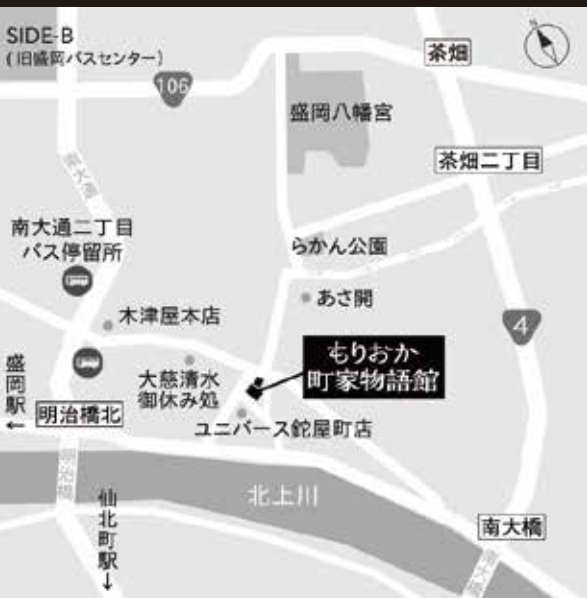 SIDE-B
(旧盛岡バスセンター)
106
茶畑
盛岡八幡宮
茶畑二丁目
南大通
南大通二丁目
バス停留所
らかん公園
あさ開
木津屋本店
4
もりおか
町家物語館
大慈清水
御休み処
盛岡駅
←
明治橋北
ユニバース鉈屋町店
北上川
南大橋
仙北町駅
↓